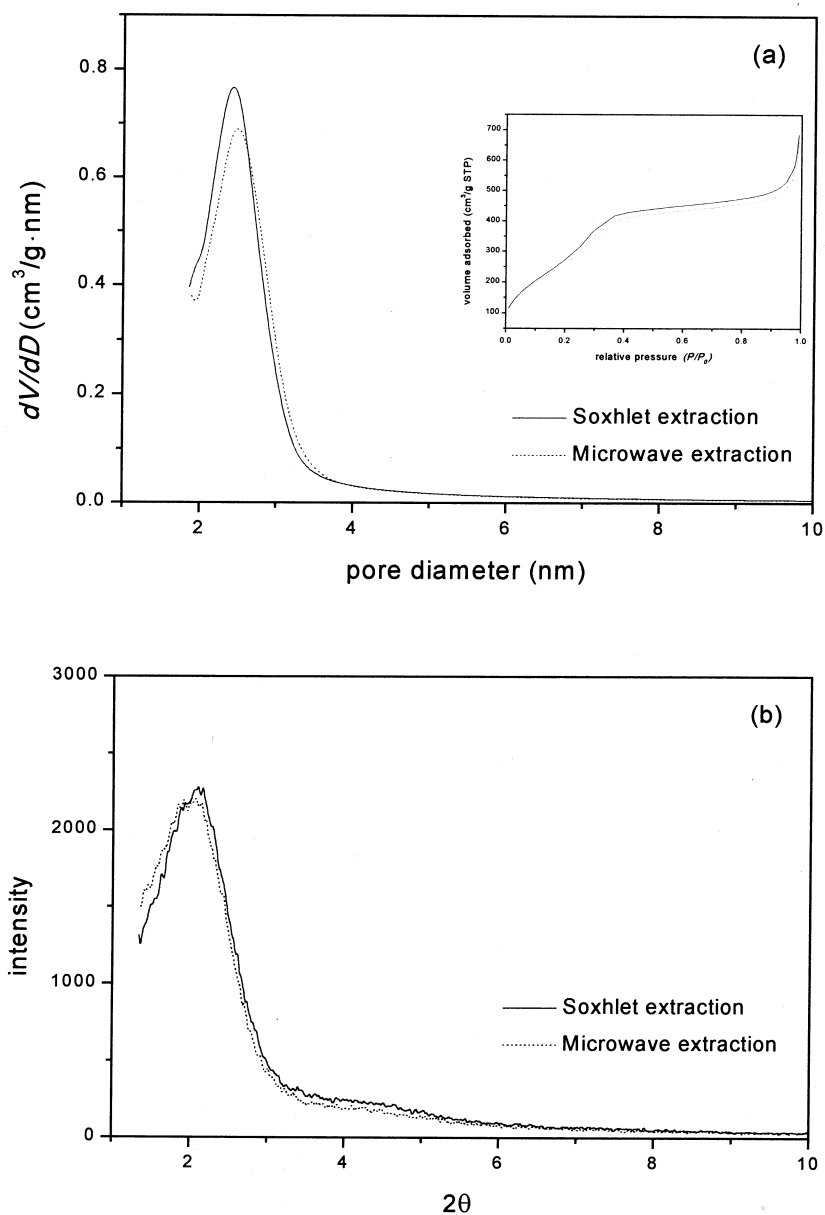 (a)
0.8
0.6
0.4
0.2
0.0
dV/dD (cm³/g·nm)
2
4
6
8
10
pore diameter (nm)
700
600
500
400
300
200
100
volume adsorbed (cm³/g STP)
0.0
0.2
0.4
0.6
0.8
1.0
relative pressure (P/P₀)
Soxhlet extraction
Microwave extraction
(b)
3000
2000
1000
0
intensity
2
4
6
8
10
2θ
Soxhlet extraction
Microwave extraction